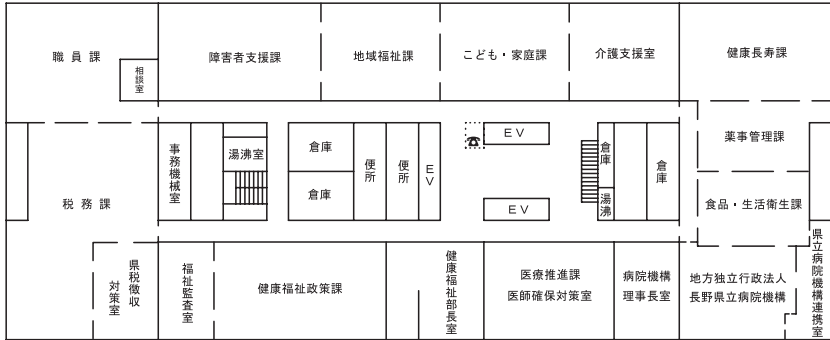 職員課
相談室
障害者支援課
地域福祉課
こども・家庭課
介護支援室
健康長寿課
税務課
事務機械室
湯沸室
倉庫
倉庫
便所
便所
EV
EV
EV
倉庫
湯沸
倉庫
薬事管理課
食品・生活衛生課
県税徴収
対策室
福祉監査室
健康福祉政策課
健康福祉部長室
医療推進課
医師確保対策室
病院機構
理事長室
地方独立行政法人
長野県立病院機構
県立病院機構連携室